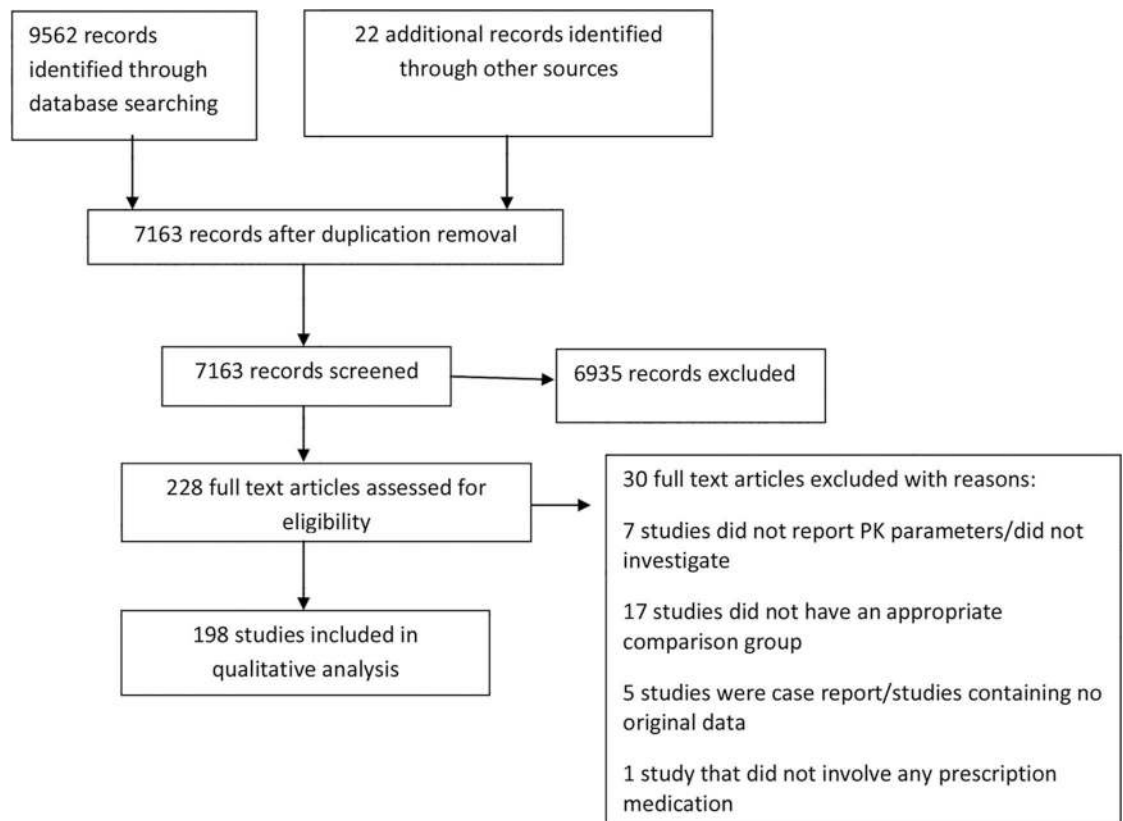 9562 records
identified through
database searching
22 additional records identified
through other sources
7163 records after duplication removal
7163 records screened
6935 records excluded
228 full text articles assessed for
eligibility
30 full text articles excluded with reasons:
7 studies did not report PK parameters/did not
investigate
17 studies did not have an appropriate
comparison group
5 studies were case report/studies containing no
original data
1 study that did not involve any prescription
medication
198 studies included in
qualitative analysis